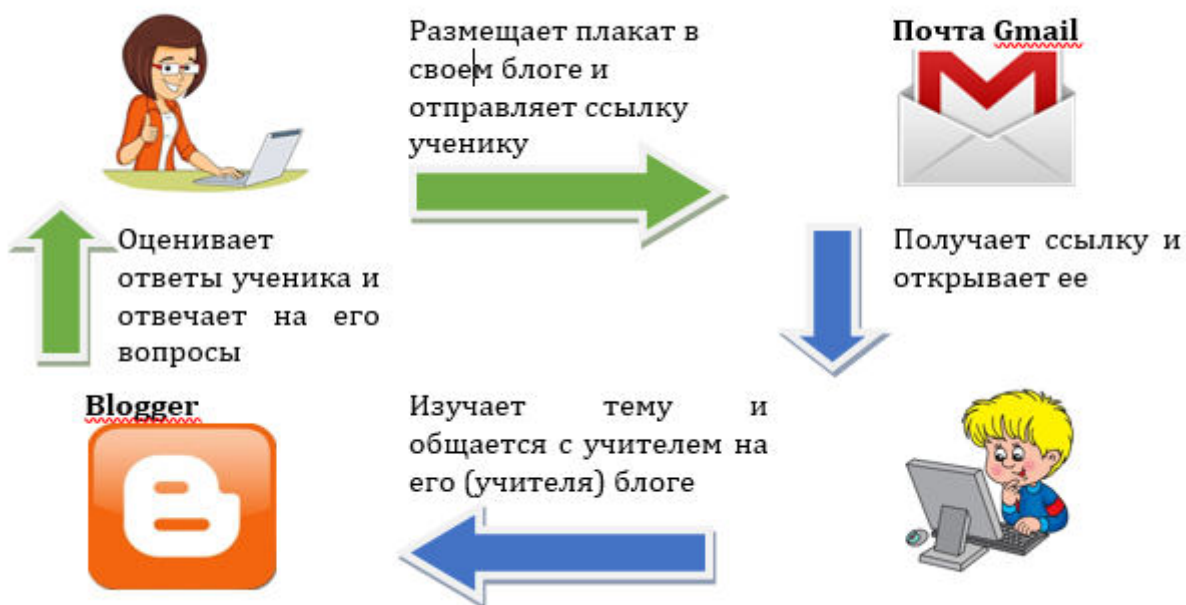 Размещает плакат в
своем блоге и
отправляет ссылку
ученику
Почта Gmail
Оценивает
ответы ученика и
отвечает на его
вопросы
Получает ссылку и
открывает ее
Blogger
Изучает тему и
общается с учителем на
его (учителя) блоге